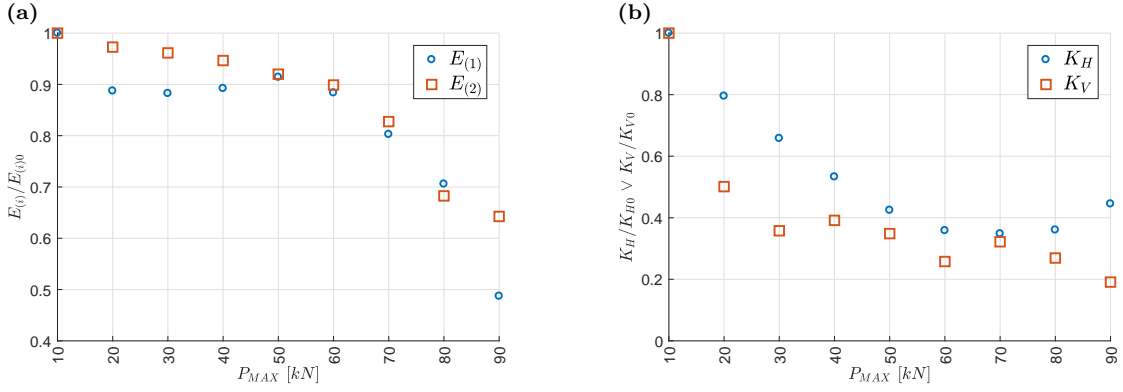 (a)
1
0.9
0.8
0.7
0.6
0.5
0.4
E(i)/E(i)0
E(1)
E(2)
10 20 30 40 50 60 70 80 90
PMAX [kN]
(b)
1
0.8
0.6
0.4
0.2
0
KH/KH0 ∨ KV/KV0
KH
KV
10 20 30 40 50 60 70 80 90
PMAX [kN]